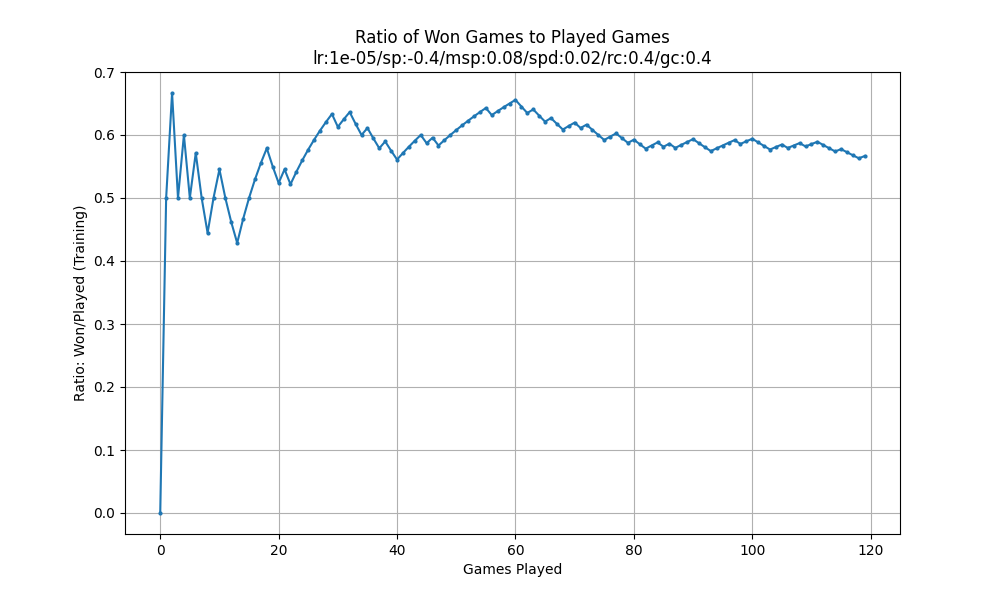 Ratio of Won Games to Played Games
lr:1e-05/sp:-0.4/msp:0.08/spd:0.02/rc:0.4/gc:0.4
Ratio: Won/Played (Training)
0.7
0.6
0.5
0.4
0.3
0.2
0.1
0.0
0 20 40 60 80 100 120
Games Played